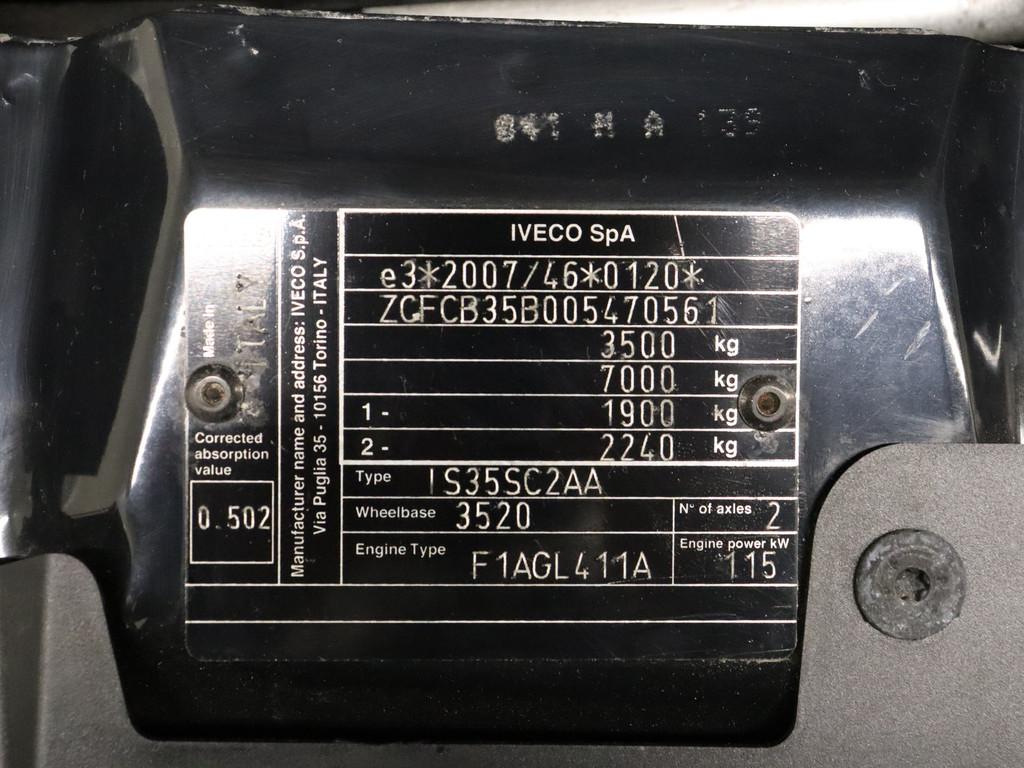 IVECO SpA
e3*2007/46*0120*
ZCFCB35B005470561
3500 kg
7000 kg
1- 1900 kg
2- 2240 kg
Type IS35SC2AA
Wheelbase 3520 N° of axles 2
Engine Type F1AGL411A Engine power kW 115
Made in ITALY
Corrected
absorption
value
0.502
Manufacturer name and address: IVECO S.p.A.
Via Puglia 35 - 10156 Torino - ITALY